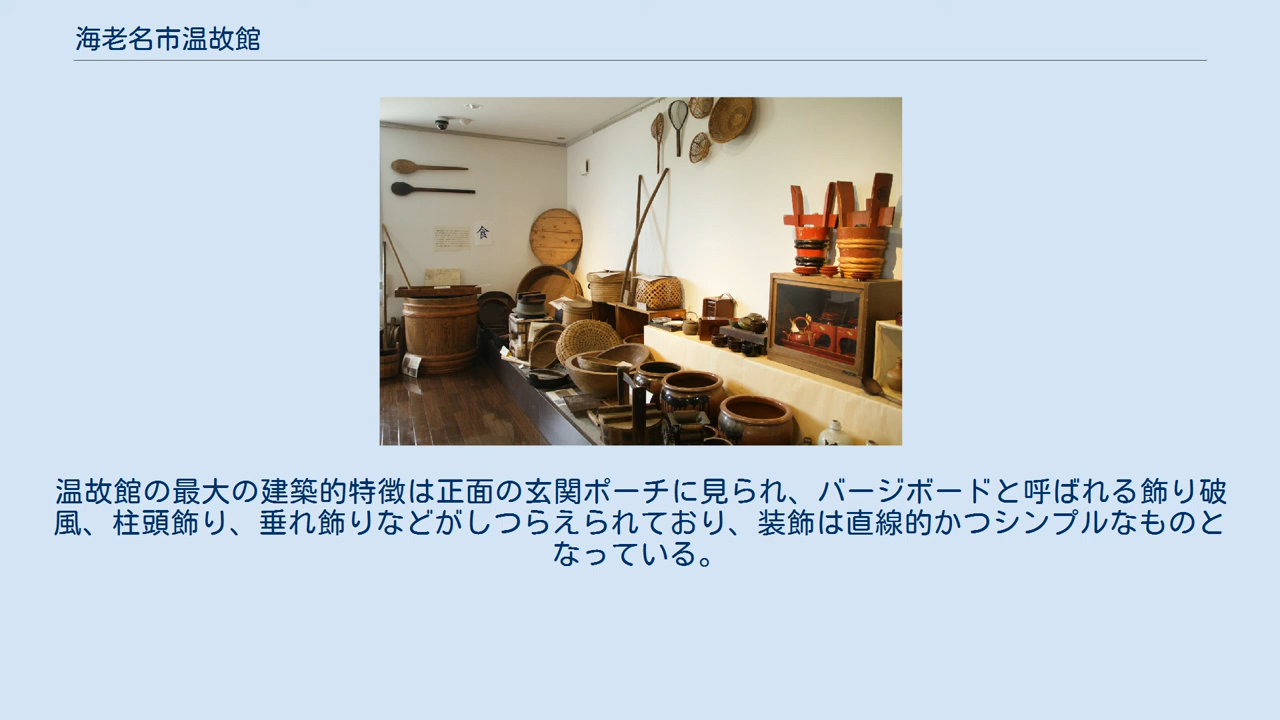 海老名市温故館
食
温故館の最大の建築的特徴は正面の玄関ポーチに見られ、バージボードと呼ばれる飾り破
風、柱頭飾り、垂れ飾りなどがしつらえられており、装飾は直線的かつシンプルなものと
なっている。